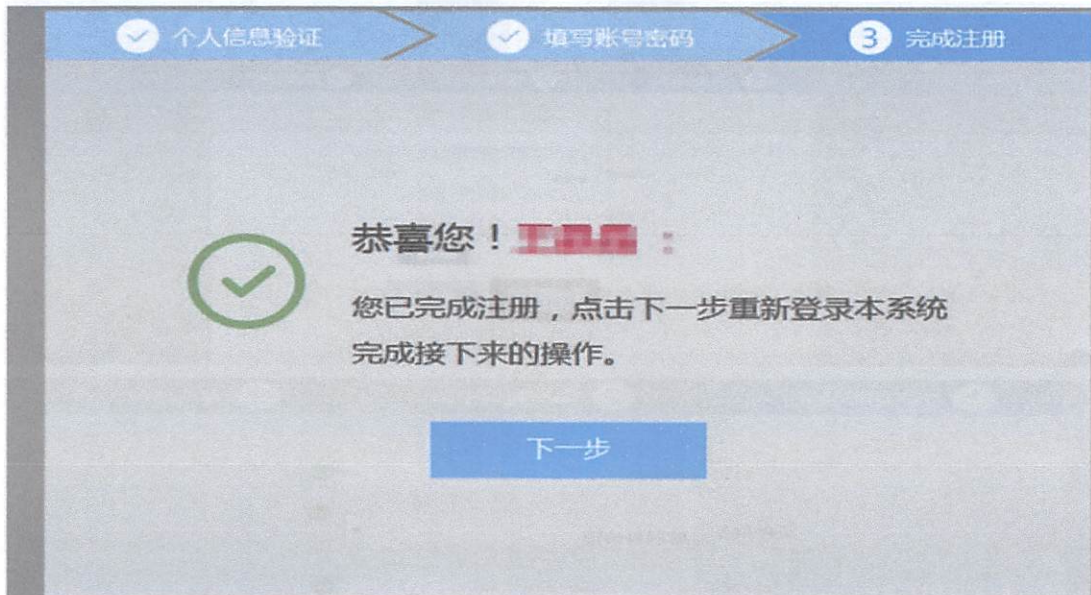 个人信息验证
填写账号密码
3 完成注册
恭喜您！
您已完成注册，点击下一步重新登录本系统
完成接下来的操作。
下一步